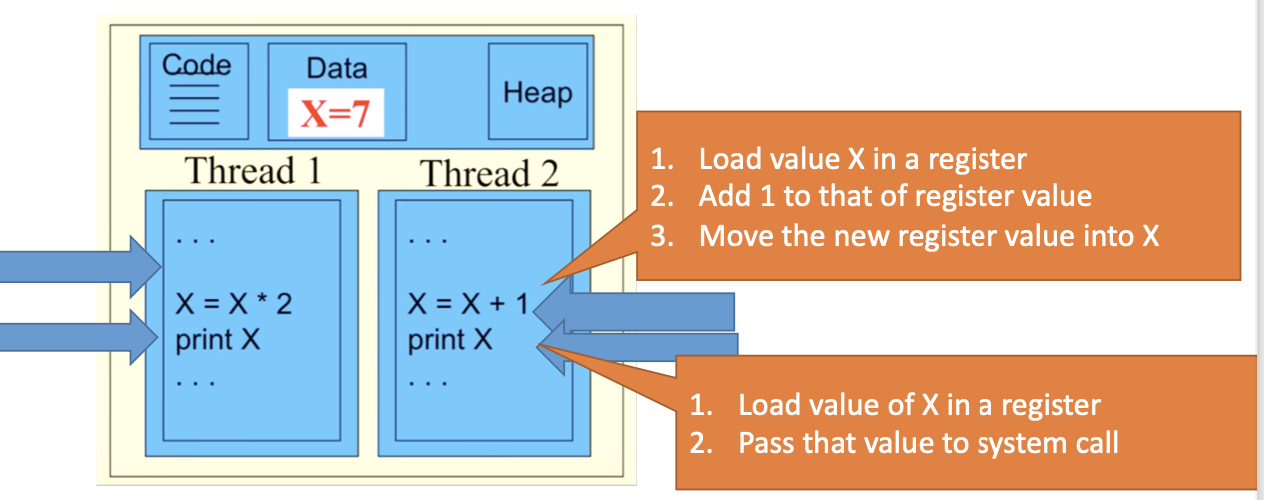 Code
Data
X=7
Heap
Thread 1
Thread 2
. . .
X = X * 2
print X
. . .
. . .
X = X + 1
print X
. . .
1. Load value X in a register
2. Add 1 to that of register value
3. Move the new register value into X
1. Load value of X in a register
2. Pass that value to system call